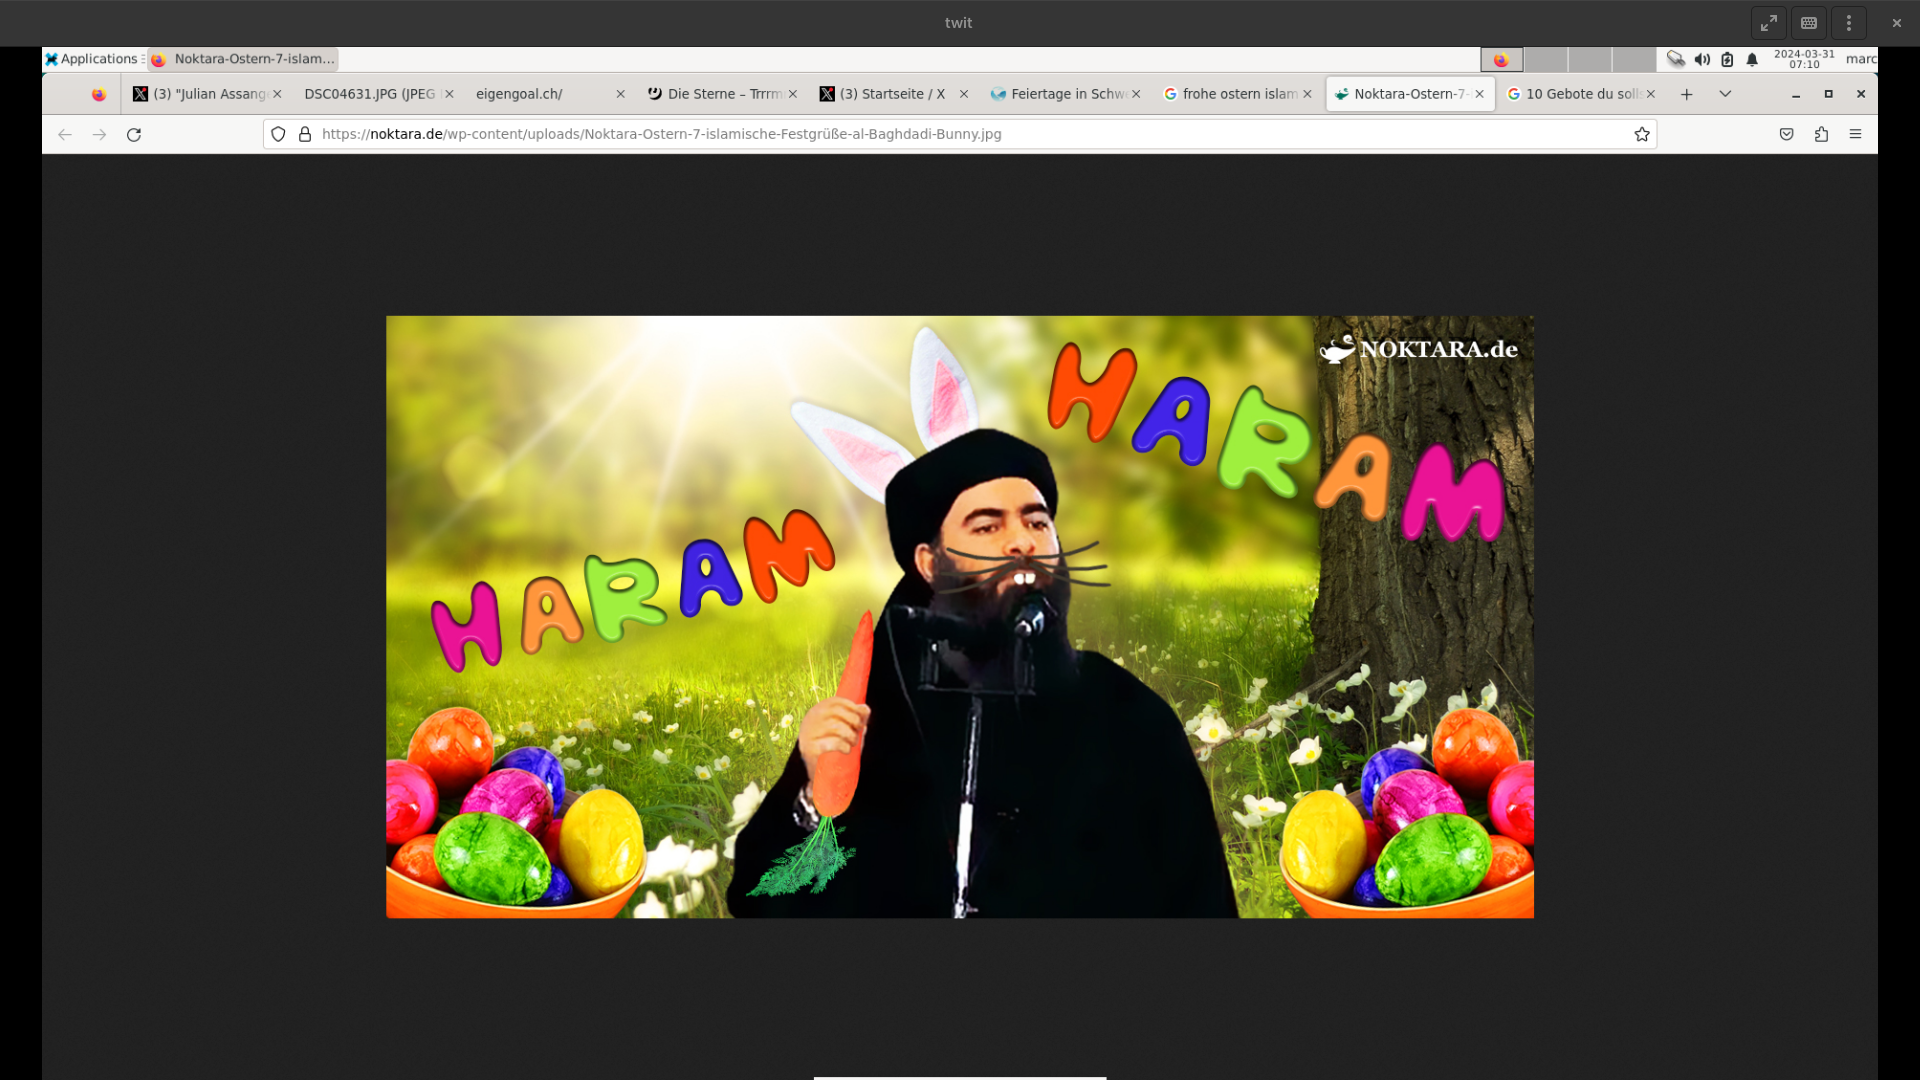 twit
Applications
Noktara-Ostern-7-islam...
2024-03-31
07:10
marc
(3) "Julian Assang
DSC04631.JPG (JPEG
eigengoal.ch/
Die Sterne – Trrrm
(3) Startseite / X
Feiertage in Schwe
frohe ostern islam
Noktara-Ostern-7-
10 Gebote du solls
https://noktara.de/wp-content/uploads/Noktara-Ostern-7-islamische-Festgrüße-al-Baghdadi-Bunny.jpg
NOKTARA.de
HARAM
HARAM